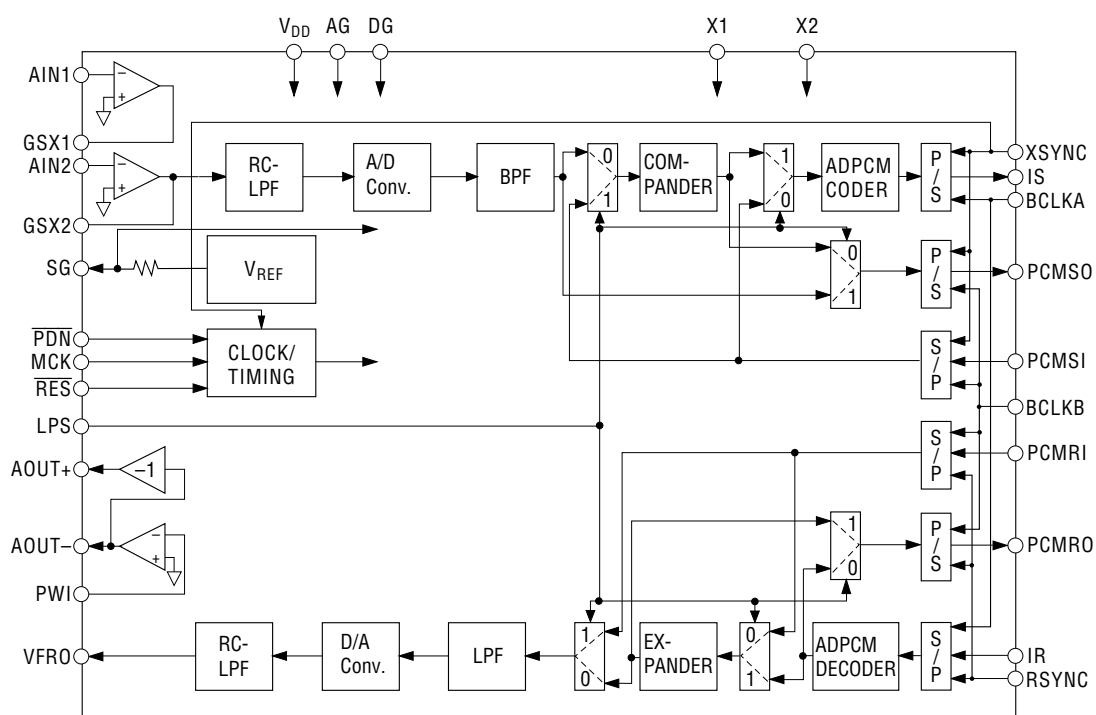 V_DD AG DG X1 X2
AIN1
−
+
GSX1
AIN2
−
+
GSX2
SG
PDN
MCK
RES
LPS
AOUT+
−1
AOUT−
−
+
PWI
VFRO
RC-
LPF
A/D
Conv.
BPF
0
1
COM-
PANDER
1
0
ADPCM
CODER
P
/
S
XSYNC
IS
BCLKA
V_REF
0
1
P
/
S
PCMSO
CLOCK/
TIMING
S
/
P
PCMSI
BCLKB
S
/
P
PCMRI
1
0
P
/
S
PCMRO
RC-
LPF
D/A
Conv.
LPF
1
0
EX-
PANDER
0
1
ADPCM
DECODER
S
/
P
IR
RSYNC